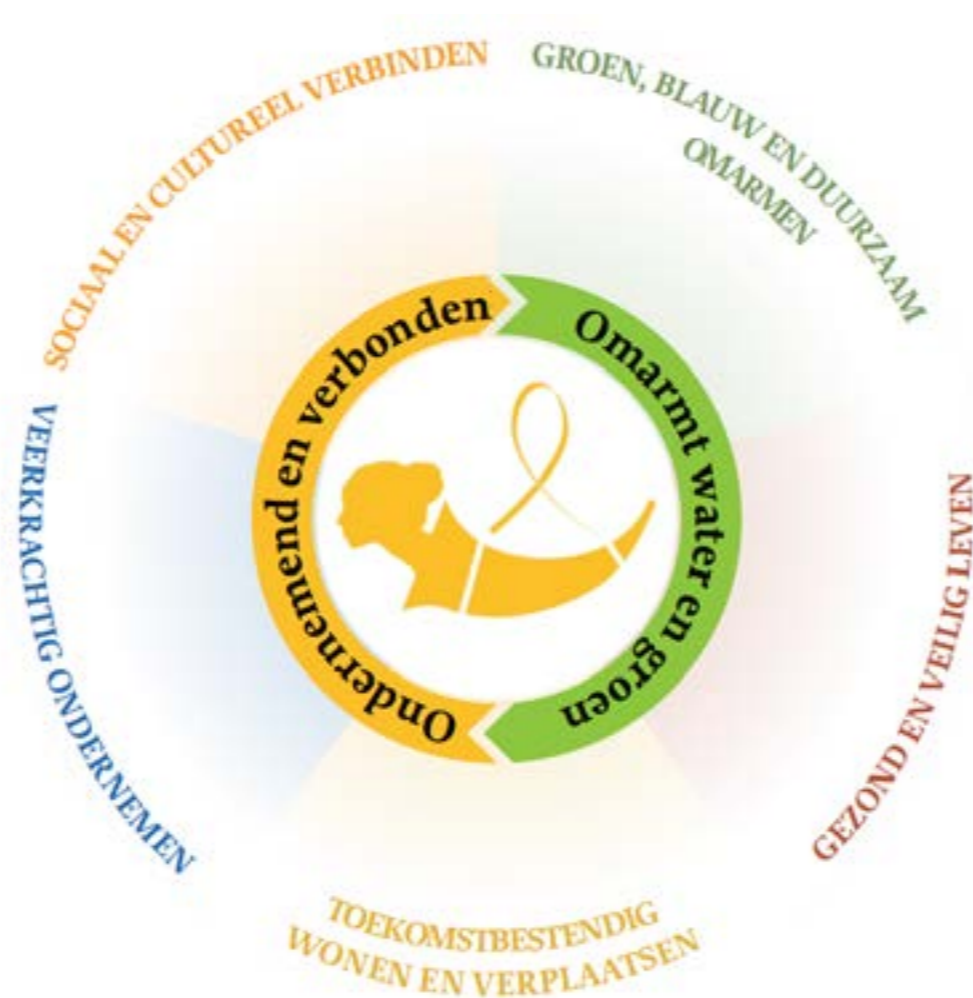 SOCIAAL EN CULTUREEL VERBINDEN
GROEN, BLAUW EN DUURZAAM
OMARMEN
GEZOND EN VEILIG LEVEN
TOEKOMSTBESTENDIG
WONEN EN VERPLAATSEN
VEERKRACHTIG ONDERNEMEN
Ondernemend en verbonden
Omarmt water en groen